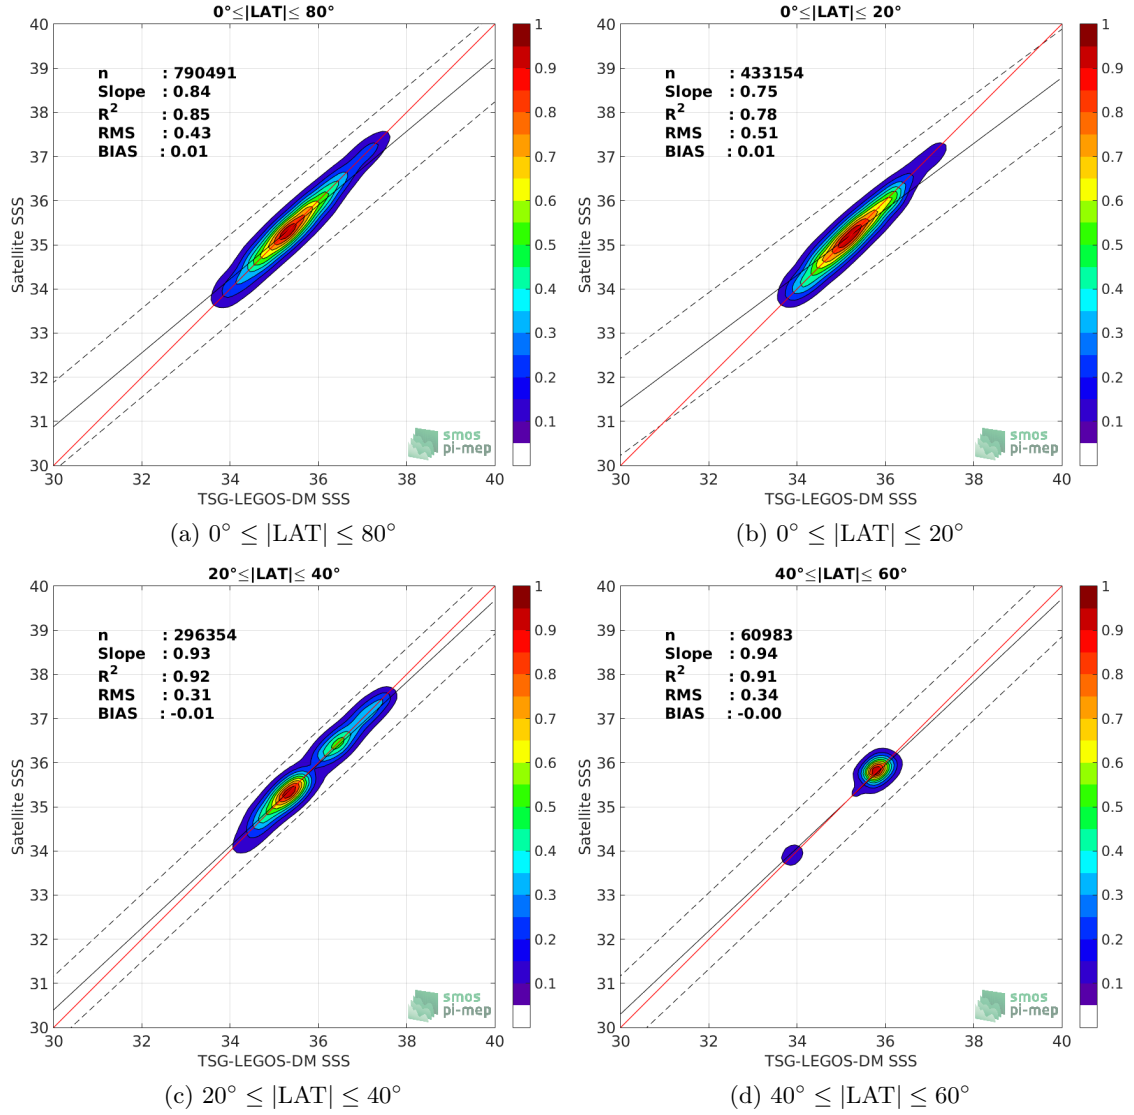 0°≤|LAT|≤ 80°
40
39
38
37
36
35
34
33
32
31
30
Satellite SSS
n : 790491
Slope : 0.84
R2 : 0.85
RMS : 0.43
BIAS : 0.01
smos
pi-mep
30 32 34 36 38 40
TSG-LEGOS-DM SSS
1
0.9
0.8
0.7
0.6
0.5
0.4
0.3
0.2
0.1
(a) 0° ≤ |LAT| ≤ 80°
0°≤|LAT|≤ 20°
40
39
38
37
36
35
34
33
32
31
30
Satellite SSS
n : 433154
Slope : 0.75
R2 : 0.78
RMS : 0.51
BIAS : 0.01
smos
pi-mep
30 32 34 36 38 40
TSG-LEGOS-DM SSS
1
0.9
0.8
0.7
0.6
0.5
0.4
0.3
0.2
0.1
(b) 0° ≤ |LAT| ≤ 20°
20°≤|LAT|≤ 40°
40
39
38
37
36
35
34
33
32
31
30
Satellite SSS
n : 296354
Slope : 0.93
R2 : 0.92
RMS : 0.31
BIAS : -0.01
smos
pi-mep
30 32 34 36 38 40
TSG-LEGOS-DM SSS
1
0.9
0.8
0.7
0.6
0.5
0.4
0.3
0.2
0.1
(c) 20° ≤ |LAT| ≤ 40°
40°≤|LAT|≤ 60°
40
39
38
37
36
35
34
33
32
31
30
Satellite SSS
n : 60983
Slope : 0.94
R2 : 0.91
RMS : 0.34
BIAS : -0.00
smos
pi-mep
30 32 34 36 38 40
TSG-LEGOS-DM SSS
1
0.9
0.8
0.7
0.6
0.5
0.4
0.3
0.2
0.1
(d) 40° ≤ |LAT| ≤ 60°